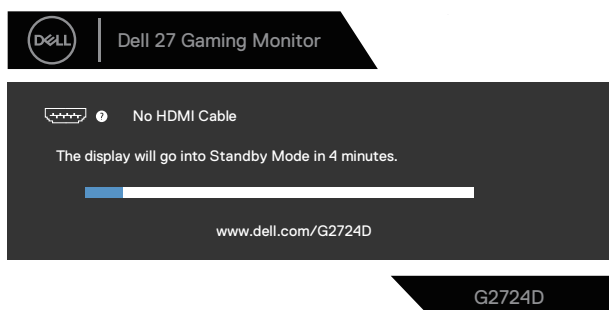 DELL
Dell 27 Gaming Monitor
? No HDMI Cable
The display will go into Standby Mode in 4 minutes.
www.dell.com/G2724D
G2724D